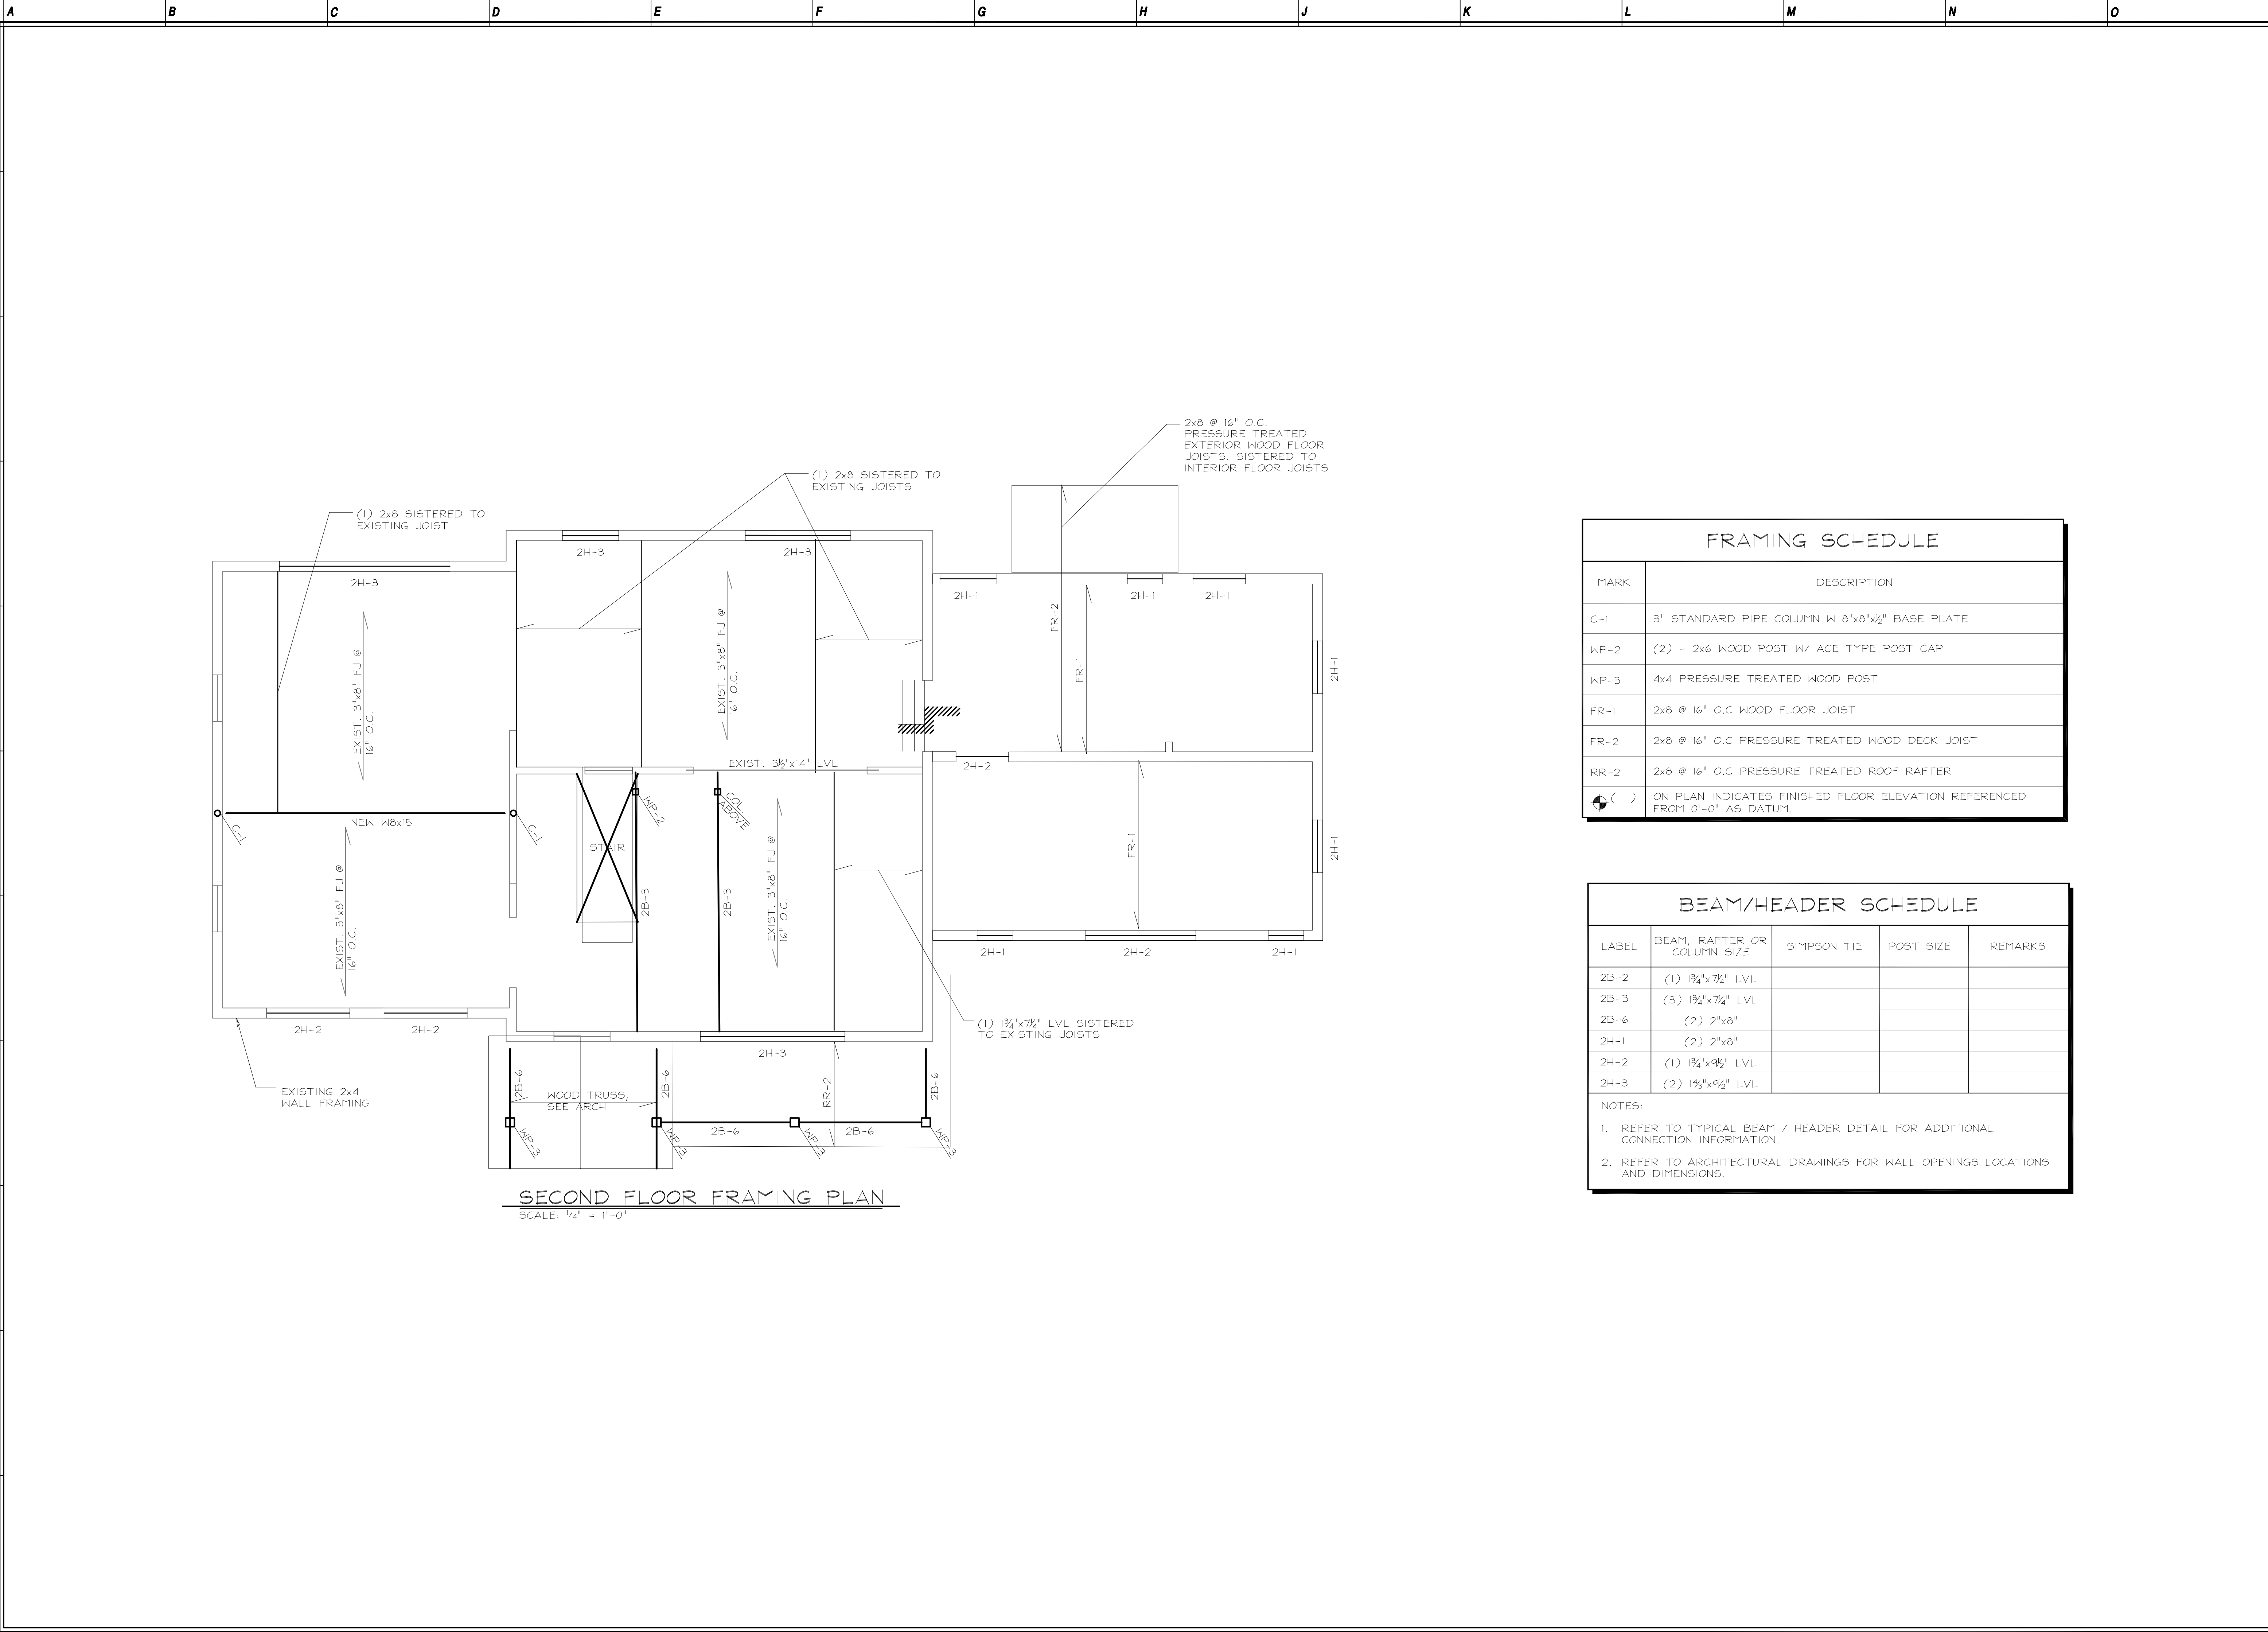 A B C D E F G H J K L M N O
2x8 @ 16" O.C.
PRESSURE TREATED
EXTERIOR WOOD FLOOR
JOISTS. SISTERED TO
INTERIOR FLOOR JOISTS
(1) 2x8 SISTERED TO
EXISTING JOISTS
(1) 2x8 SISTERED TO
EXISTING JOIST
2H-3
2H-3
2H-3
2H-1
2H-1
2H-1
FR-2
FR-1
2H-1
EXIST. 3"x8" FJ @
16" O.C.
EXIST. 3"x8" FJ @
16" O.C.
EXIST. 3½"x14" LVL
2H-2
NEW W8x15
C-1
C-1
WP-2
COL.
ABOVE
STAIR
2B-3
2B-3
EXIST. 3"x8" FJ @
16" O.C.
EXIST. 3"x8" FJ @
16" O.C.
FR-1
2H-1
2H-1
2H-2
2H-1
2H-2
2H-2
(1) 1¾"x7¼" LVL SISTERED
TO EXISTING JOISTS
2H-3
EXISTING 2x4
WALL FRAMING
2B-6
WOOD TRUSS,
SEE ARCH
2B-6
RR-2
2B-6
2B-6
2B-6
WP-3
WP-3
WP-3
WP-3
SECOND FLOOR FRAMING PLAN
SCALE: 1/4" = 1'-0"
FRAMING SCHEDULE
MARK DESCRIPTION
C-1 3" STANDARD PIPE COLUMN W 8"x8"x½" BASE PLATE
WP-2 (2) - 2x6 WOOD POST W/ ACE TYPE POST CAP
WP-3 4x4 PRESSURE TREATED WOOD POST
FR-1 2x8 @ 16" O.C WOOD FLOOR JOIST
FR-2 2x8 @ 16" O.C PRESSURE TREATED WOOD DECK JOIST
RR-2 2x8 @ 16" O.C PRESSURE TREATED ROOF RAFTER
( ) ON PLAN INDICATES FINISHED FLOOR ELEVATION REFERENCED
FROM 0'-0" AS DATUM.
BEAM/HEADER SCHEDULE
LABEL BEAM, RAFTER OR
COLUMN SIZE SIMPSON TIE POST SIZE REMARKS
2B-2 (1) 1¾"x7¼" LVL
2B-3 (3) 1¾"x7¼" LVL
2B-6 (2) 2"x8"
2H-1 (2) 2"x8"
2H-2 (1) 1¾"x9½" LVL
2H-3 (2) 1⅘"x9½" LVL
NOTES:
1. REFER TO TYPICAL BEAM / HEADER DETAIL FOR ADDITIONAL
CONNECTION INFORMATION.
2. REFER TO ARCHITECTURAL DRAWINGS FOR WALL OPENINGS LOCATIONS
AND DIMENSIONS.